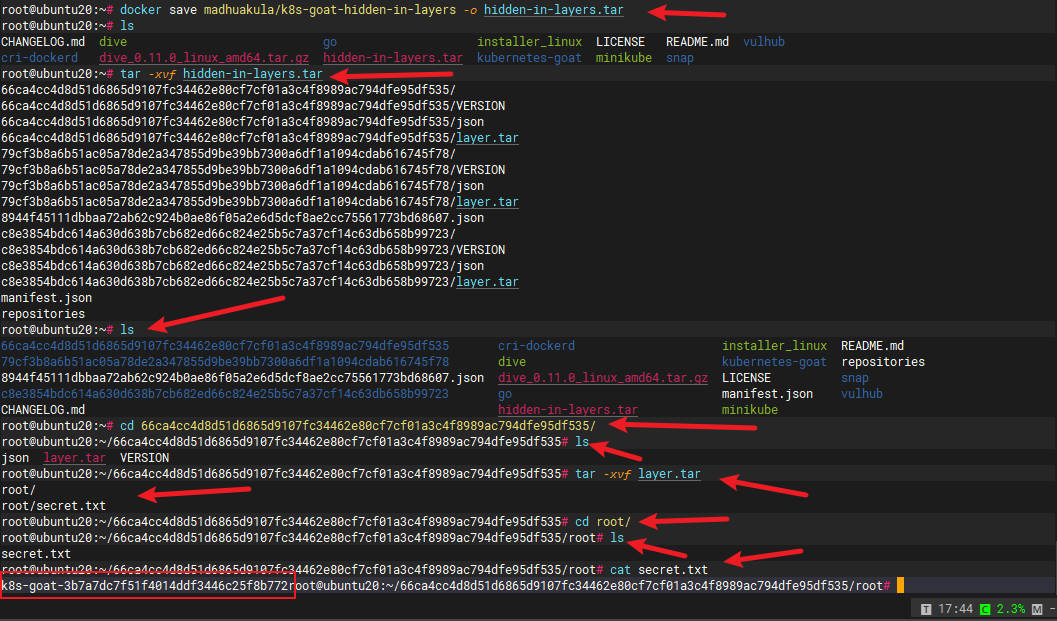 root@ubuntu20:~# docker save madhuakula/k8s-goat-hidden-in-layers -o hidden-in-layers.tar
root@ubuntu20:~# ls
CHANGELOG.md dive go installer_linux LICENSE README.md vulhub
cri-dockerd dive_0.11.0_linux_amd64.tar.gz hidden-in-layers.tar kubernetes-goat minikube snap
root@ubuntu20:~# tar -xvf hidden-in-layers.tar
66ca4cc4d8d51d6865d9107fc34462e80cf7cf01a3c4f8989ac794dfe95df535/
66ca4cc4d8d51d6865d9107fc34462e80cf7cf01a3c4f8989ac794dfe95df535/VERSION
66ca4cc4d8d51d6865d9107fc34462e80cf7cf01a3c4f8989ac794dfe95df535/json
66ca4cc4d8d51d6865d9107fc34462e80cf7cf01a3c4f8989ac794dfe95df535/layer.tar
79cf3b8a6b51ac05a78de2a347855d9be39bb7300a6df1a1094cdab616745f78/
79cf3b8a6b51ac05a78de2a347855d9be39bb7300a6df1a1094cdab616745f78/VERSION
79cf3b8a6b51ac05a78de2a347855d9be39bb7300a6df1a1094cdab616745f78/json
79cf3b8a6b51ac05a78de2a347855d9be39bb7300a6df1a1094cdab616745f78/layer.tar
8944f45111dbbaa72ab62c924b0ae86f05a2e6d5dcf8ae2cc75561773bd68607.json
c8e3854bdc614a630d638b7cb682ed66c824e25b5c7a37cf14c63db658b99723/
c8e3854bdc614a630d638b7cb682ed66c824e25b5c7a37cf14c63db658b99723/VERSION
c8e3854bdc614a630d638b7cb682ed66c824e25b5c7a37cf14c63db658b99723/json
c8e3854bdc614a630d638b7cb682ed66c824e25b5c7a37cf14c63db658b99723/layer.tar
manifest.json
repositories
root@ubuntu20:~# ls
66ca4cc4d8d51d6865d9107fc34462e80cf7cf01a3c4f8989ac794dfe95df535 cri-dockerd installer_linux README.md
79cf3b8a6b51ac05a78de2a347855d9be39bb7300a6df1a1094cdab616745f78 dive kubernetes-goat repositories
8944f45111dbbaa72ab62c924b0ae86f05a2e6d5dcf8ae2cc75561773bd68607.json dive_0.11.0_linux_amd64.tar.gz LICENSE snap
c8e3854bdc614a630d638b7cb682ed66c824e25b5c7a37cf14c63db658b99723 go manifest.json vulhub
CHANGELOG.md hidden-in-layers.tar minikube
root@ubuntu20:~# cd 66ca4cc4d8d51d6865d9107fc34462e80cf7cf01a3c4f8989ac794dfe95df535/
root@ubuntu20:~/66ca4cc4d8d51d6865d9107fc34462e80cf7cf01a3c4f8989ac794dfe95df535# ls
json layer.tar VERSION
root@ubuntu20:~/66ca4cc4d8d51d6865d9107fc34462e80cf7cf01a3c4f8989ac794dfe95df535# tar -xvf layer.tar
root/
root/secret.txt
root@ubuntu20:~/66ca4cc4d8d51d6865d9107fc34462e80cf7cf01a3c4f8989ac794dfe95df535# cd root/
root@ubuntu20:~/66ca4cc4d8d51d6865d9107fc34462e80cf7cf01a3c4f8989ac794dfe95df535/root# ls
secret.txt
root@ubuntu20:~/66ca4cc4d8d51d6865d9107fc34462e80cf7cf01a3c4f8989ac794dfe95df535/root# cat secret.txt
k8s-goat-3b7a7dc7f51f4014ddf3446c25f8b772root@ubuntu20:~/66ca4cc4d8d51d6865d9107fc34462e80cf7cf01a3c4f8989ac794dfe95df535/root#
T 17:44 C 2.3% M -